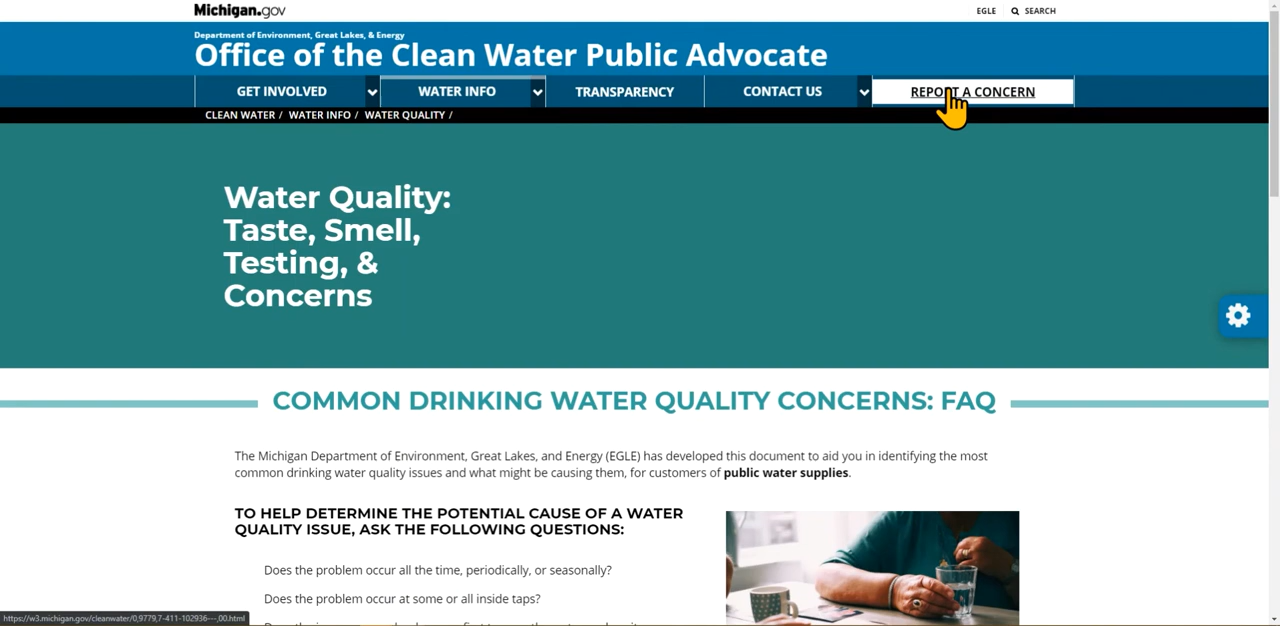 Michigan.gov
EGLE SEARCH
Department of Environment, Great Lakes, & Energy
Office of the Clean Water Public Advocate
GET INVOLVED WATER INFO TRANSPARENCY CONTACT US REPORT A CONCERN
CLEAN WATER / WATER INFO / WATER QUALITY /
Water Quality:
Taste, Smell,
Testing, &
Concerns
COMMON DRINKING WATER QUALITY CONCERNS: FAQ
The Michigan Department of Environment, Great Lakes, and Energy (EGLE) has developed this document to aid you in identifying the most
common drinking water quality issues and what might be causing them, for customers of public water supplies.
TO HELP DETERMINE THE POTENTIAL CAUSE OF A WATER
QUALITY ISSUE, ASK THE FOLLOWING QUESTIONS:
Does the problem occur all the time, periodically, or seasonally?
Does the problem occur at some or all inside taps?
https://w3.michigan.gov/cleanwater/0,9779,7-411-102936---,00.html